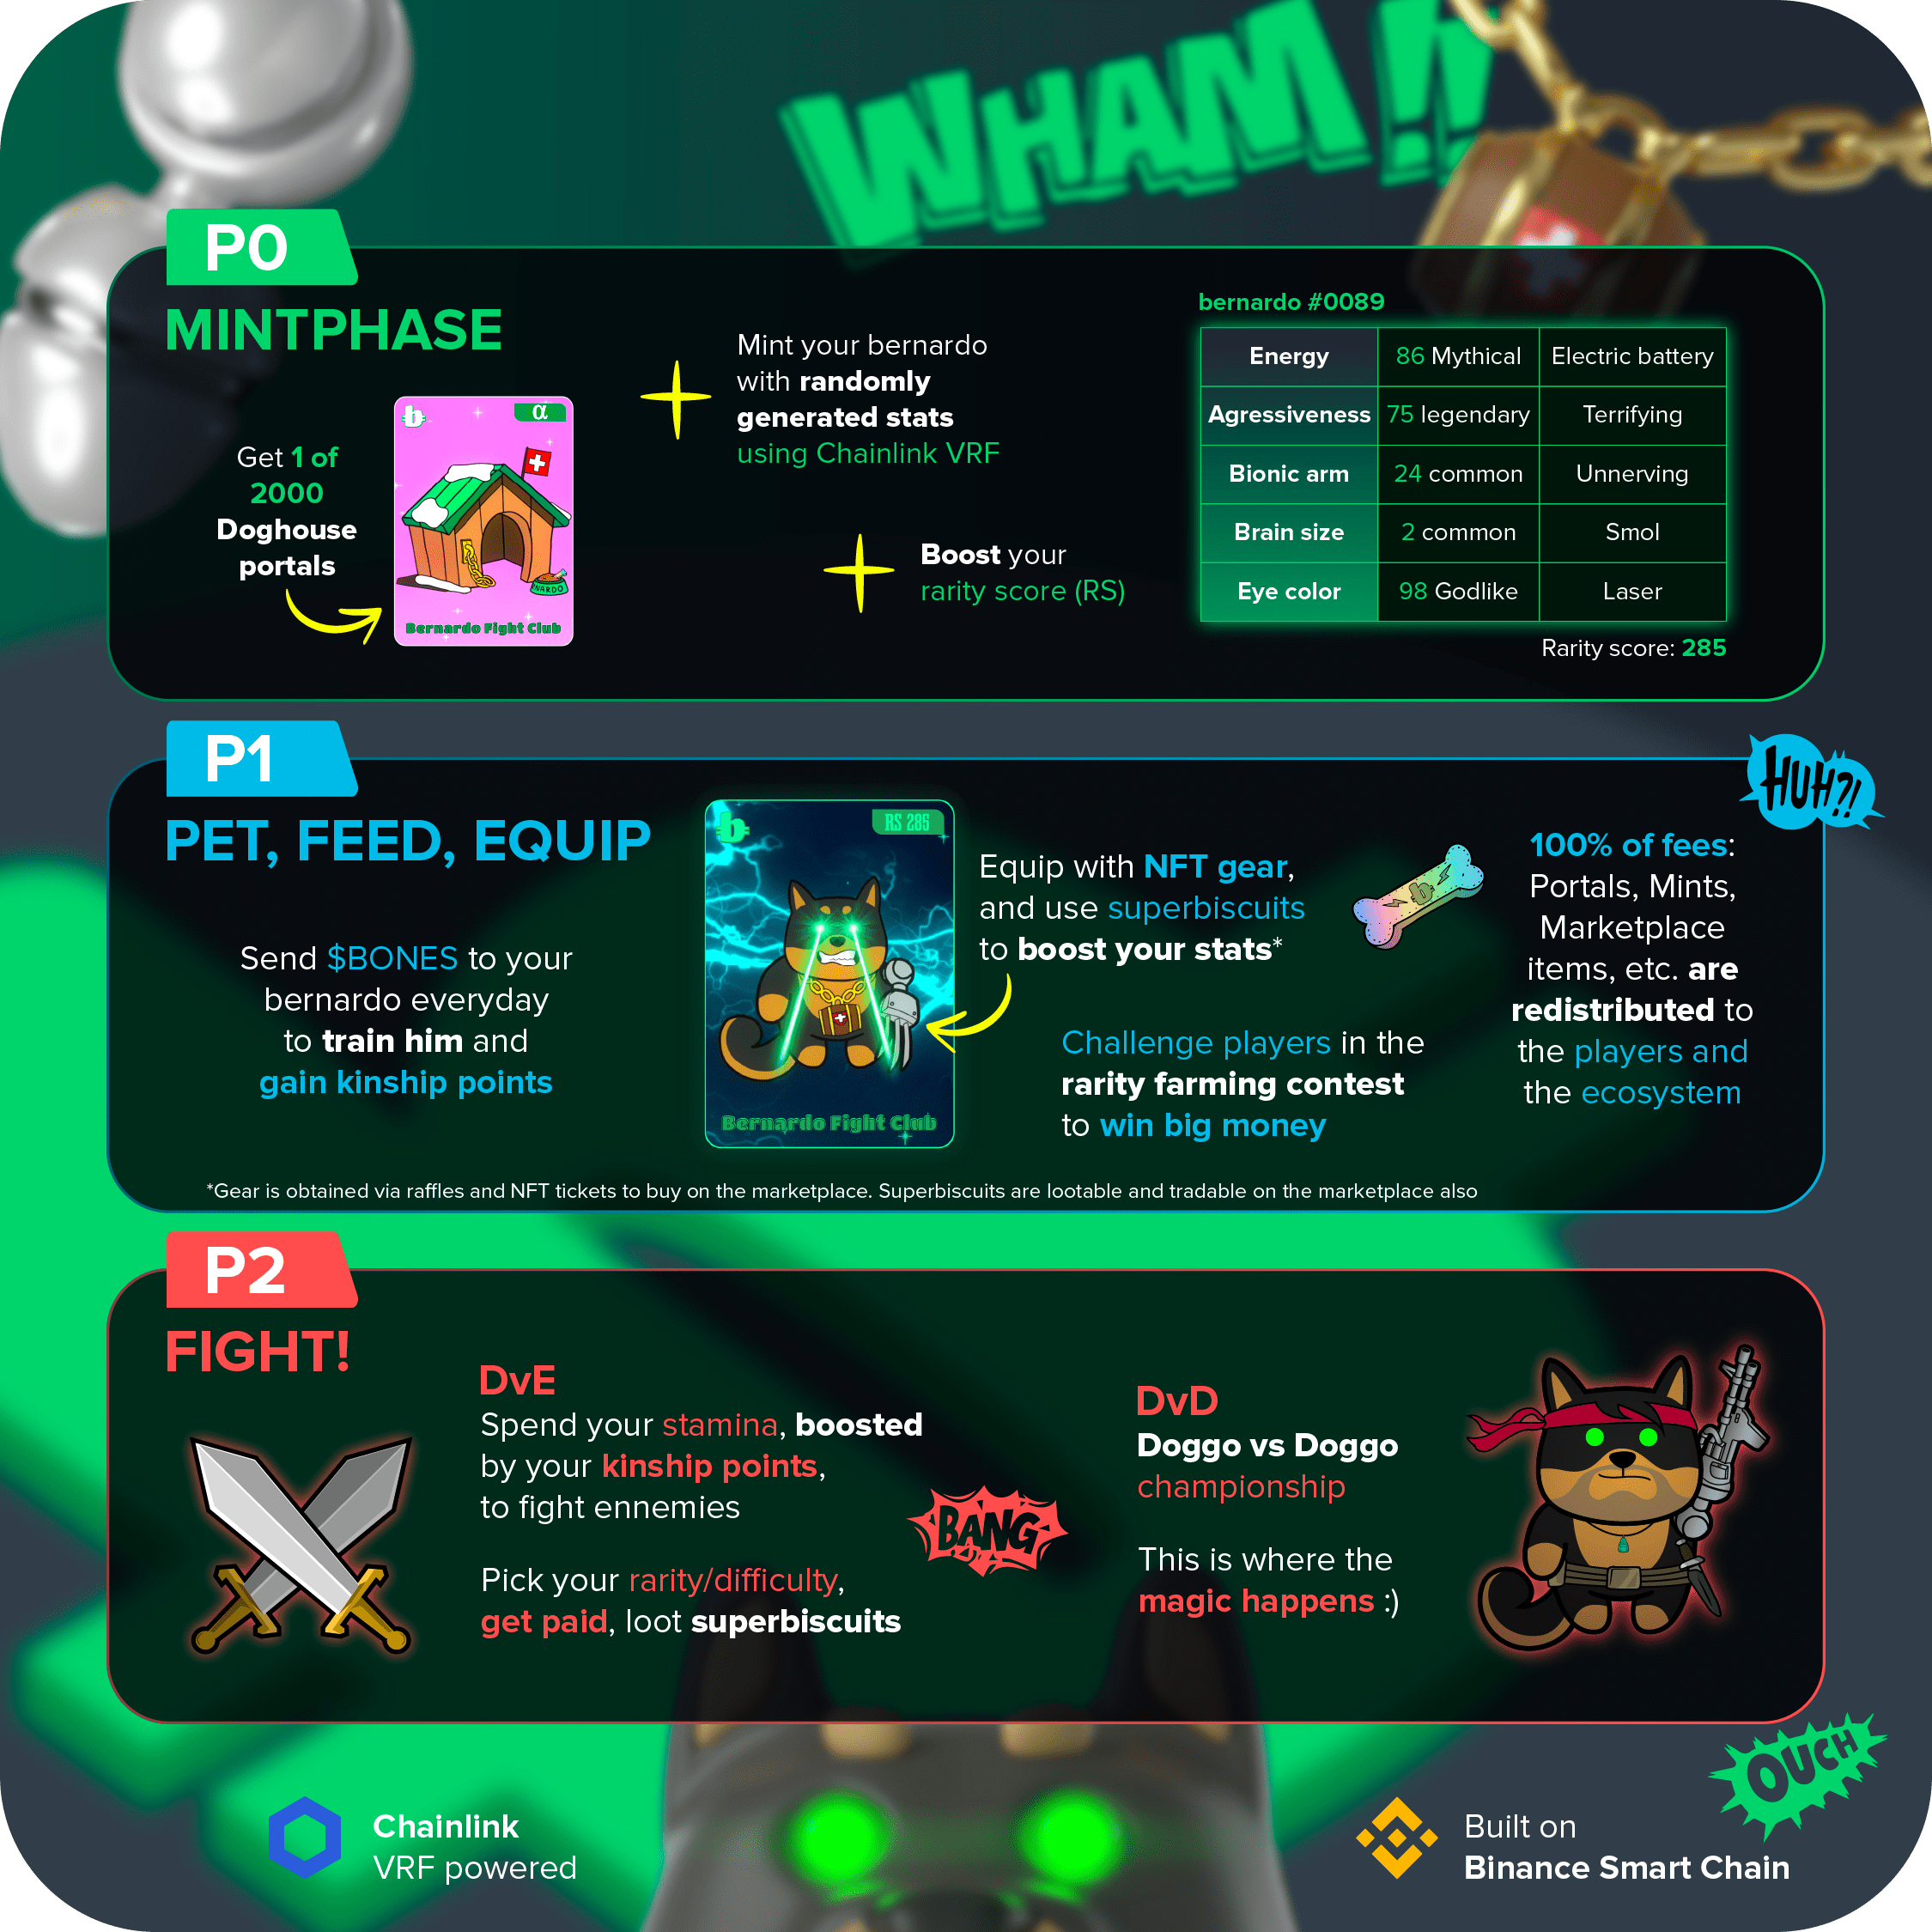 WHAM!!
P0
MINTPHASE
Get 1 of
2000
Doghouse
portals
α
NARDO
Bernardo Fight Club
Mint your bernardo
with randomly
generated stats
using Chainlink VRF
Boost your
rarity score (RS)
bernardo #0089
Energy 86 Mythical Electric battery
Agressiveness 75 legendary Terrifying
Bionic arm 24 common Unnerving
Brain size 2 common Smol
Eye color 98 Godlike Laser
Rarity score: 285
P1
PET, FEED, EQUIP
HUH?!
Send $BONES to your
bernardo everyday
to train him and
gain kinship points
b
RS 285
Bernardo Fight Club
Equip with NFT gear,
and use superbiscuits
to boost your stats*
Challenge players in the
rarity farming contest
to win big money
100% of fees:
Portals, Mints,
Marketplace
items, etc. are
redistributed to
the players and
the ecosystem
*Gear is obtained via raffles and NFT tickets to buy on the marketplace. Superbiscuits are lootable and tradable on the marketplace also
P2
FIGHT!
DvE
Spend your stamina, boosted
by your kinship points,
to fight ennemies
Pick your rarity/difficulty,
get paid, loot superbiscuits
BANG
DvD
Doggo vs Doggo
championship
This is where the
magic happens :)
OUCH
Chainlink
VRF powered
Built on
Binance Smart Chain